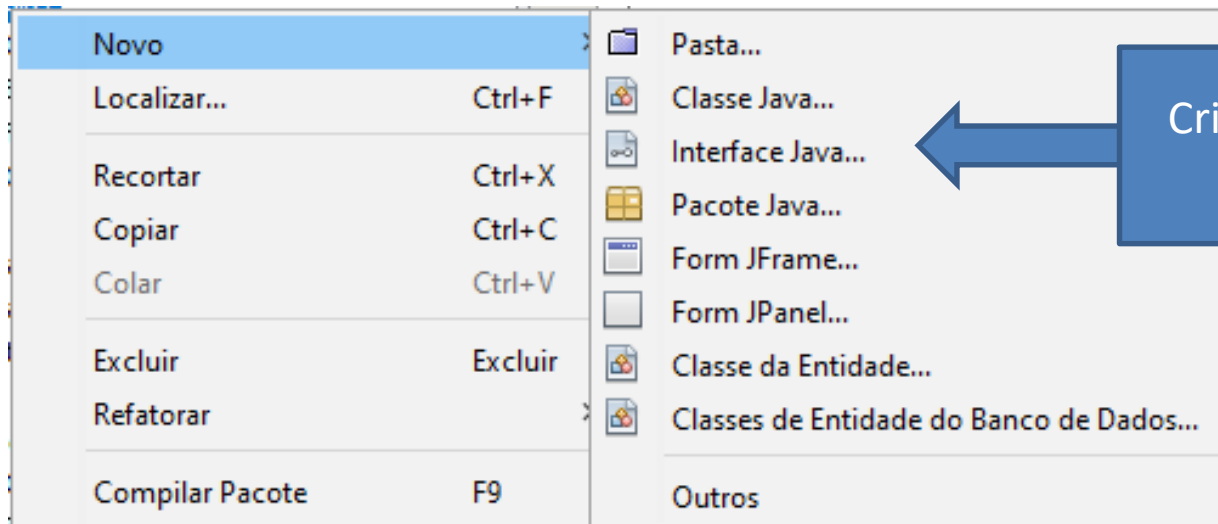 Novo
Localizar... Ctrl+F
Recortar Ctrl+X
Copiar Ctrl+C
Colar Ctrl+V
Excluir Excluir
Refatorar
Compilar Pacote F9
Pasta...
Classe Java...
Interface Java...
Pacote Java...
Form JFrame...
Form JPanel...
Classe da Entidade...
Classes de Entidade do Banco de Dados...
Outros